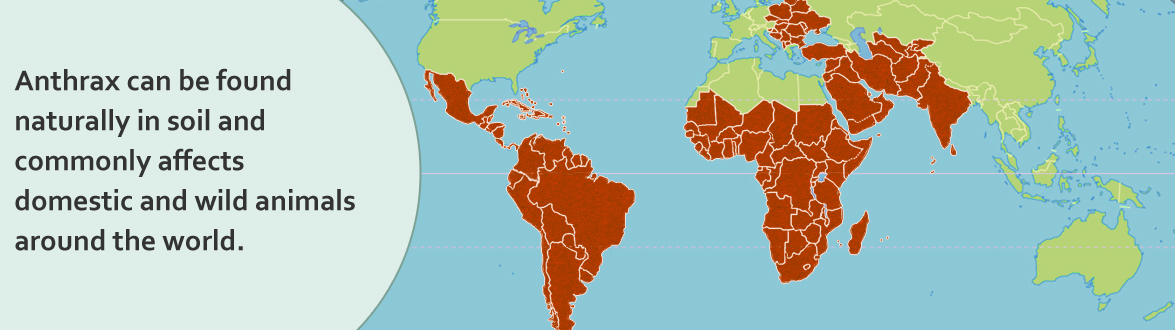 Anthrax can be found
naturally in soil and
commonly affects
domestic and wild animals
around the world.